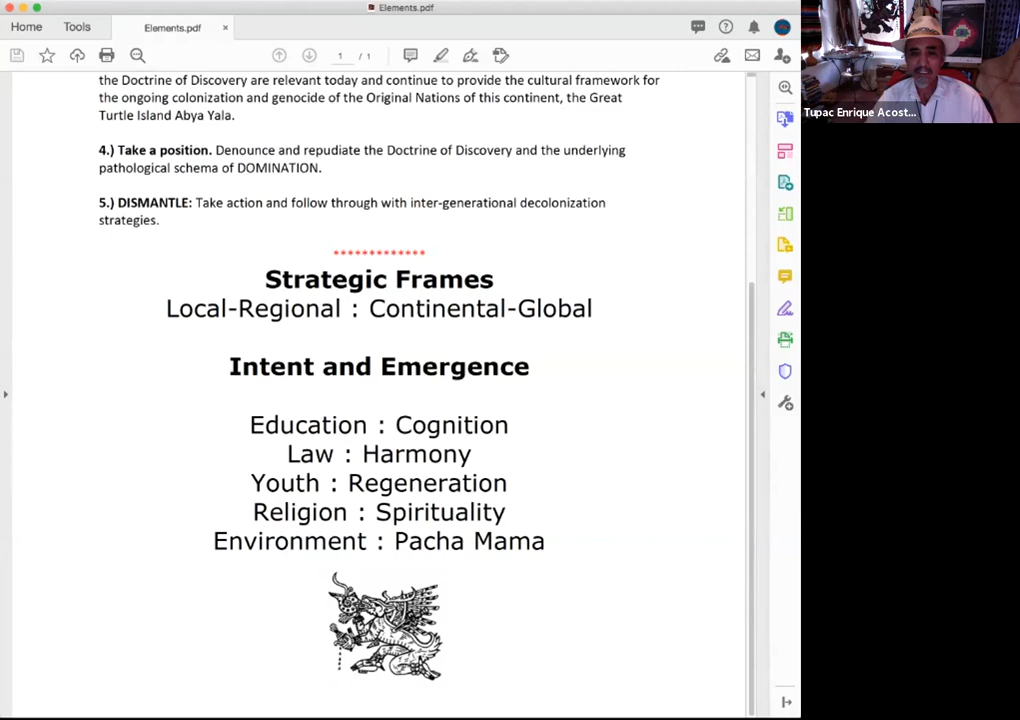 Elements.pdf
Home Tools Elements.pdf ×
1 / 1
the Doctrine of Discovery are relevant today and continue to provide the cultural framework for
the ongoing colonization and genocide of the Original Nations of this continent, the Great
Turtle Island Abya Yala.
4.) Take a position. Denounce and repudiate the Doctrine of Discovery and the underlying
pathological schema of DOMINATION.
5.) DISMANTLE: Take action and follow through with inter-generational decolonization
strategies.
*************
Strategic Frames
Local-Regional : Continental-Global
Intent and Emergence
Education : Cognition
Law : Harmony
Youth : Regeneration
Religion : Spirituality
Environment : Pacha Mama
Tupac Enrique Acost...